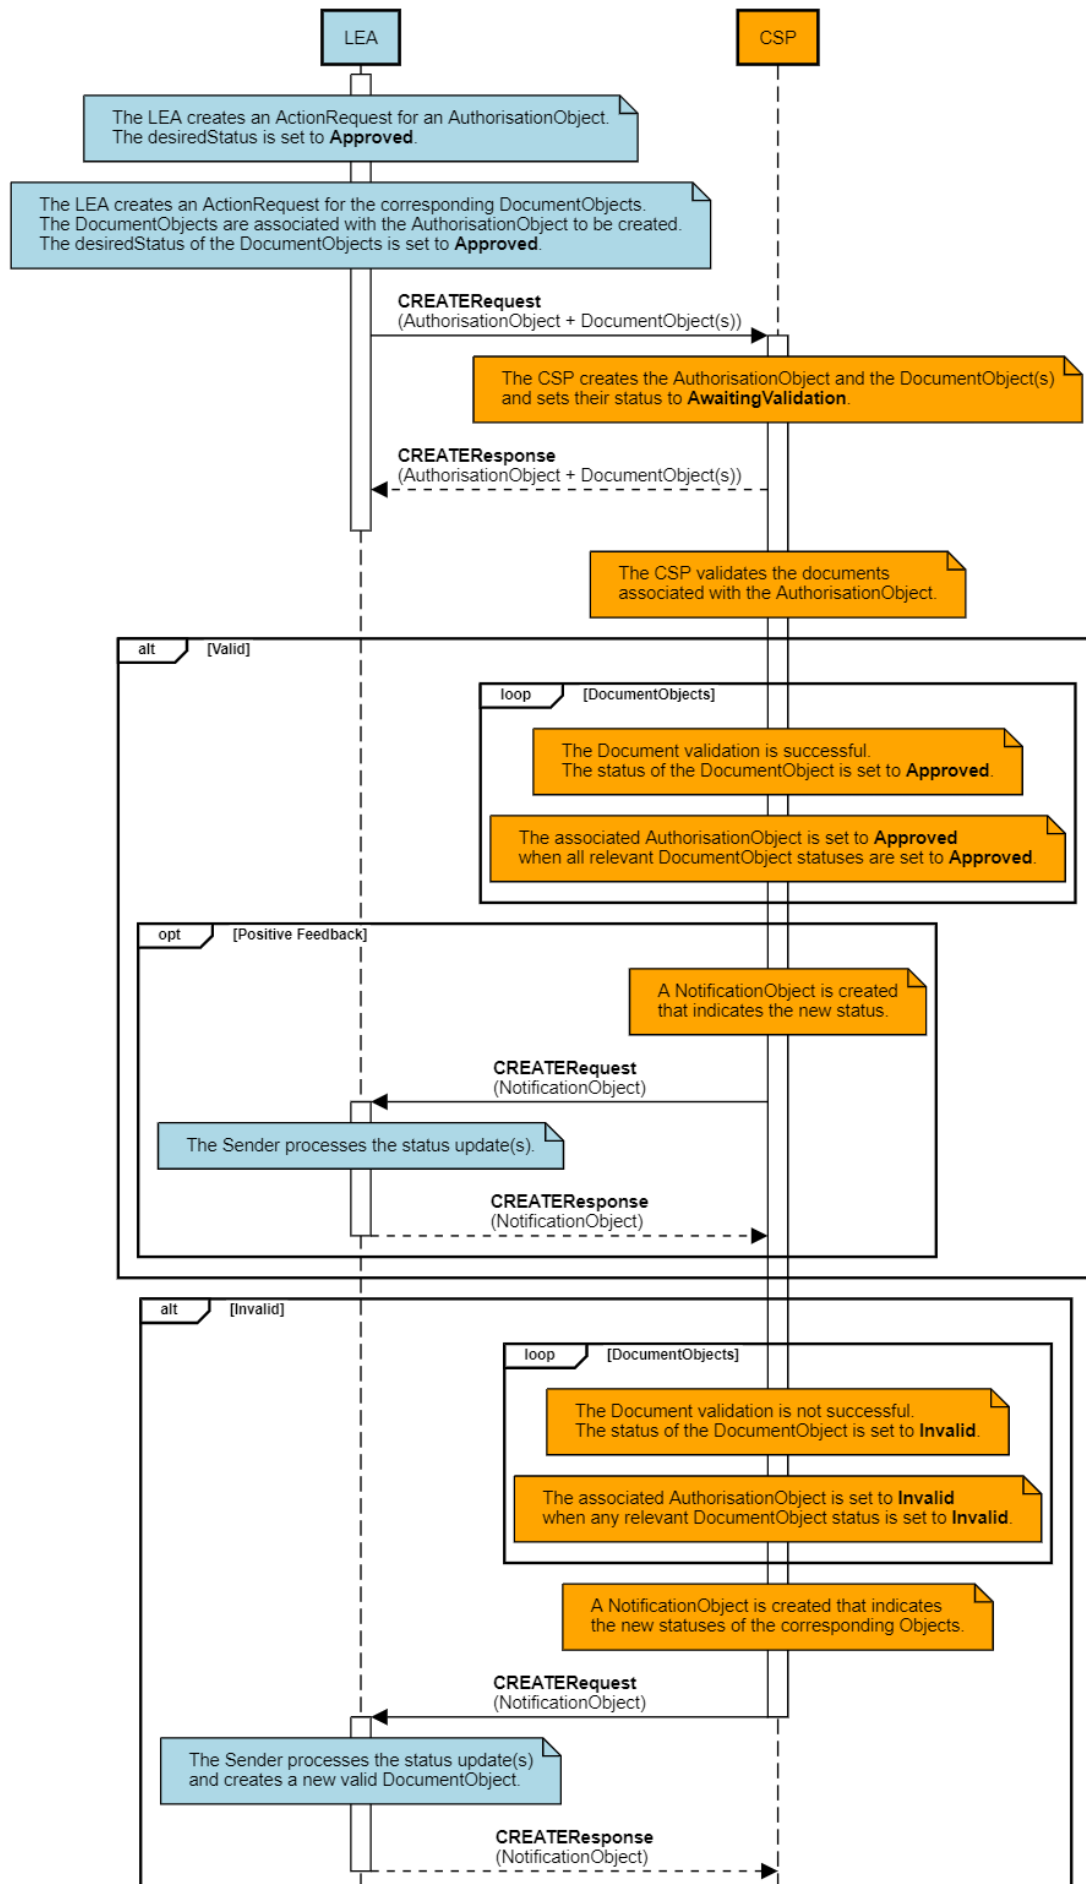 LEA
CSP
The LEA creates an ActionRequest for an AuthorisationObject.
The desiredStatus is set to Approved.
The LEA creates an ActionRequest for the corresponding DocumentObjects.
The DocumentObjects are associated with the AuthorisationObject to be created.
The desiredStatus of the DocumentObjects is set to Approved.
CREATERequest
(AuthorisationObject + DocumentObject(s))
The CSP creates the AuthorisationObject and the DocumentObject(s)
and sets their status to AwaitingValidation.
CREATEResponse
(AuthorisationObject + DocumentObject(s))
The CSP validates the documents
associated with the AuthorisationObject.
alt
[Valid]
loop
[DocumentObjects]
The Document validation is successful.
The status of the DocumentObject is set to Approved.
The associated AuthorisationObject is set to Approved
when all relevant DocumentObject statuses are set to Approved.
opt
[Positive Feedback]
A NotificationObject is created
that indicates the new status.
CREATERequest
(NotificationObject)
The Sender processes the status update(s).
CREATEResponse
(NotificationObject)
alt
[Invalid]
loop
[DocumentObjects]
The Document validation is not successful.
The status of the DocumentObject is set to Invalid.
The associated AuthorisationObject is set to Invalid
when any relevant DocumentObject status is set to Invalid.
A NotificationObject is created that indicates
the new statuses of the corresponding Objects.
CREATERequest
(NotificationObject)
The Sender processes the status update(s)
and creates a new valid DocumentObject.
CREATEResponse
(NotificationObject)